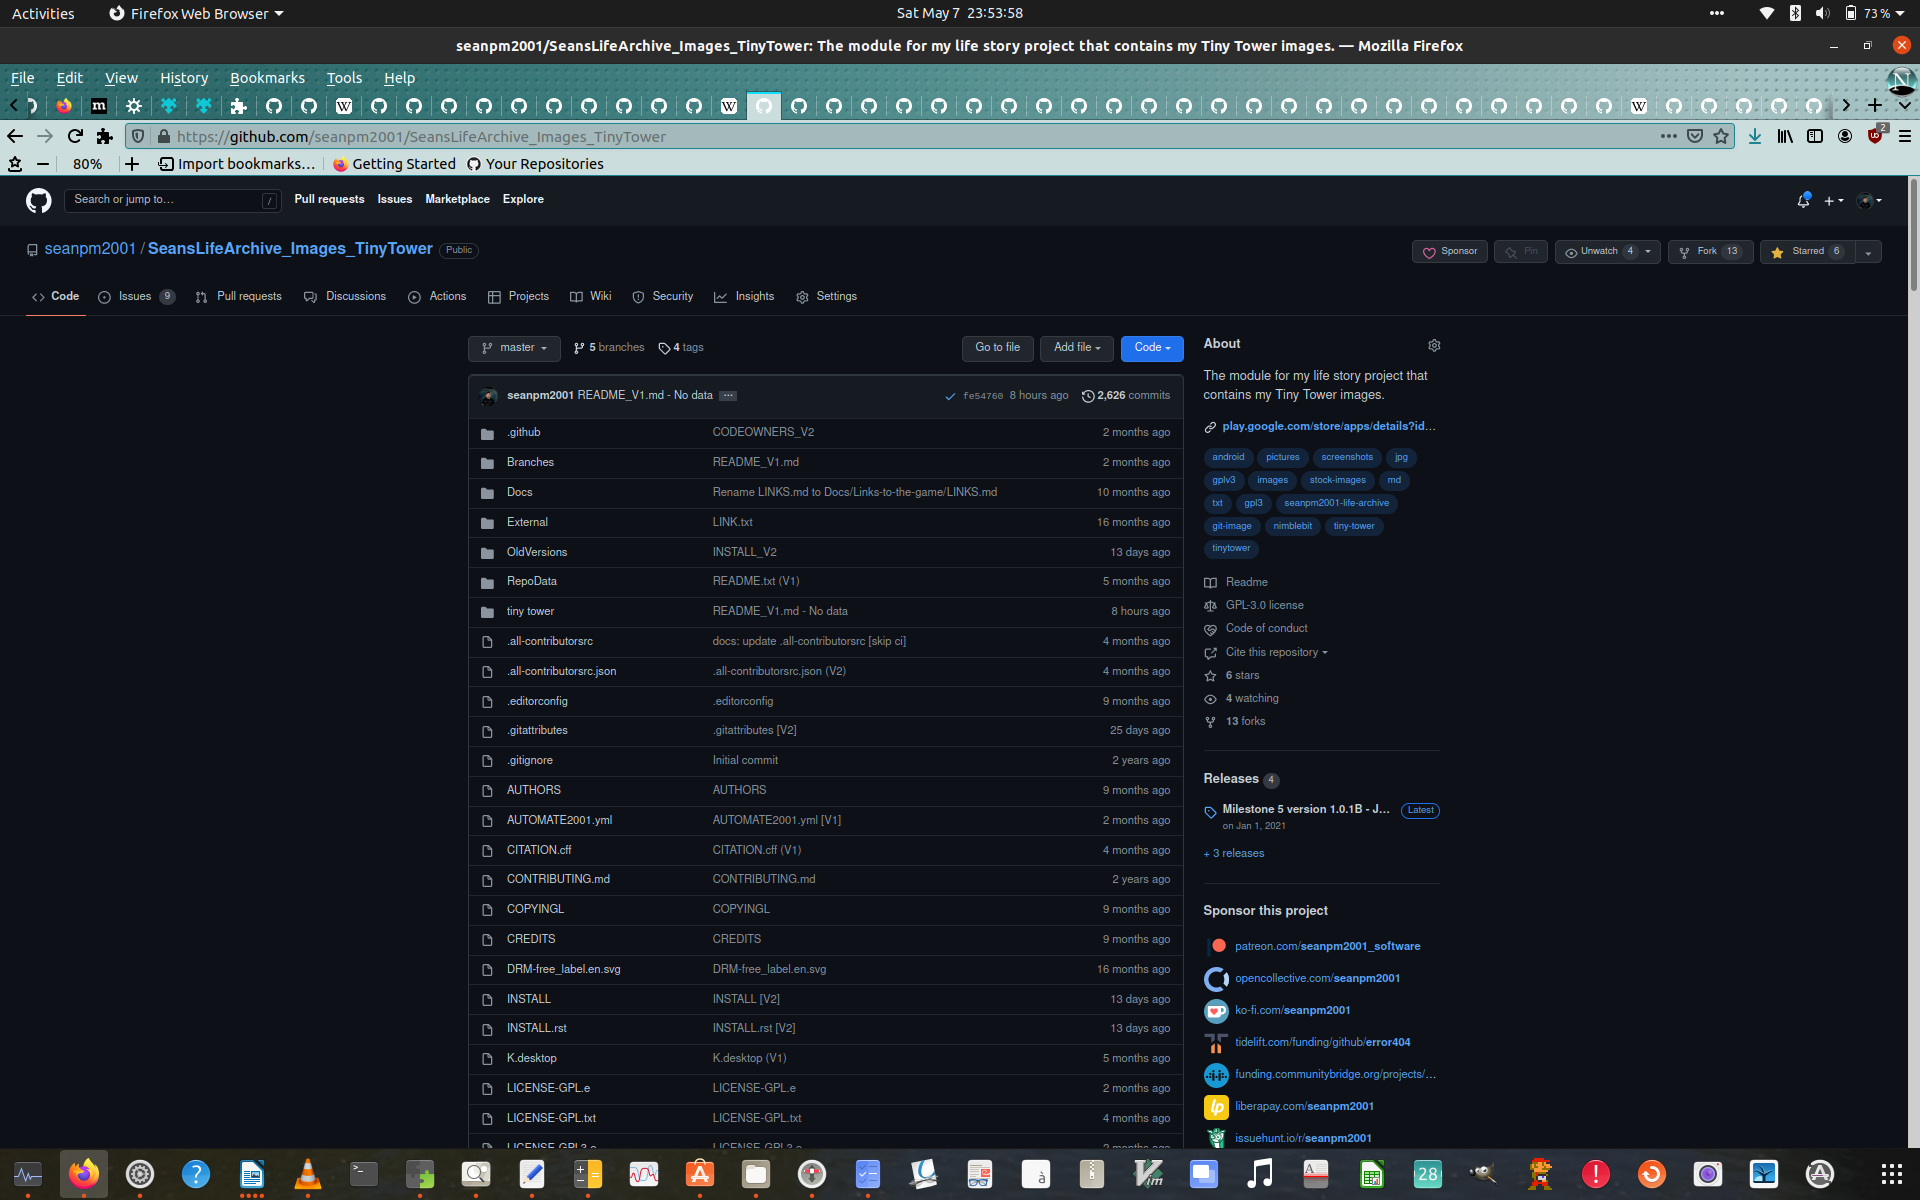 Activities
Firefox Web Browser
Sat May 7 23:53:58
73 %
seanpm2001/SeansLifeArchive_Images_TinyTower: The module for my life story project that contains my Tiny Tower images. — Mozilla Firefox
File Edit View History Bookmarks Tools Help
https://github.com/seanpm2001/SeansLifeArchive_Images_TinyTower
2
80%
Import bookmarks…
Getting Started
Your Repositories
Search or jump to…
/
Pull requests Issues Marketplace Explore
seanpm2001 / SeansLifeArchive_Images_TinyTower
Public
Sponsor
Pin
Unwatch 4
Fork 13
Starred 6
Code
Issues 9
Pull requests
Discussions
Actions
Projects
Wiki
Security
Insights
Settings
master
5 branches
4 tags
Go to file
Add file
Code
seanpm2001 README_V1.md - No data
fe54760 8 hours ago
2,626 commits
.github CODEOWNERS_V2 2 months ago
Branches README_V1.md 2 months ago
Docs Rename LINKS.md to Docs/Links-to-the-game/LINKS.md 10 months ago
External LINK.txt 16 months ago
OldVersions INSTALL_V2 13 days ago
RepoData README.txt (V1) 5 months ago
tiny tower README_V1.md - No data 8 hours ago
.all-contributorsrc docs: update .all-contributorsrc [skip ci] 4 months ago
.all-contributorsrc.json .all-contributorsrc.json (V2) 4 months ago
.editorconfig .editorconfig 9 months ago
.gitattributes .gitattributes [V2] 25 days ago
.gitignore Initial commit 2 years ago
AUTHORS AUTHORS 9 months ago
AUTOMATE2001.yml AUTOMATE2001.yml [V1] 2 months ago
CITATION.cff CITATION.cff (V1) 4 months ago
CONTRIBUTING.md CONTRIBUTING.md 2 years ago
COPYINGL COPYINGL 9 months ago
CREDITS CREDITS 9 months ago
DRM-free_label.en.svg DRM-free_label.en.svg 16 months ago
INSTALL INSTALL [V2] 13 days ago
INSTALL.rst INSTALL.rst [V2] 13 days ago
K.desktop K.desktop (V1) 5 months ago
LICENSE-GPL.e LICENSE-GPL.e 2 months ago
LICENSE-GPL.txt LICENSE-GPL.txt 4 months ago
About
The module for my life story project that
contains my Tiny Tower images.
play.google.com/store/apps/details?id…
android pictures screenshots jpg
gplv3 images stock-images md
txt gpl3 seanpm2001-life-archive
git-image nimblebit tiny-tower
tinytower
Readme
GPL-3.0 license
Code of conduct
Cite this repository
6 stars
4 watching
13 forks
Releases 4
Milestone 5 version 1.0.1B - J…
Latest
on Jan 1, 2021
+ 3 releases
Sponsor this project
patreon.com/seanpm2001_software
opencollective.com/seanpm2001
ko-fi.com/seanpm2001
tidelift.com/funding/github/error404
funding.communitybridge.org/projects/…
liberapay.com/seanpm2001
issuehunt.io/r/seanpm2001
28